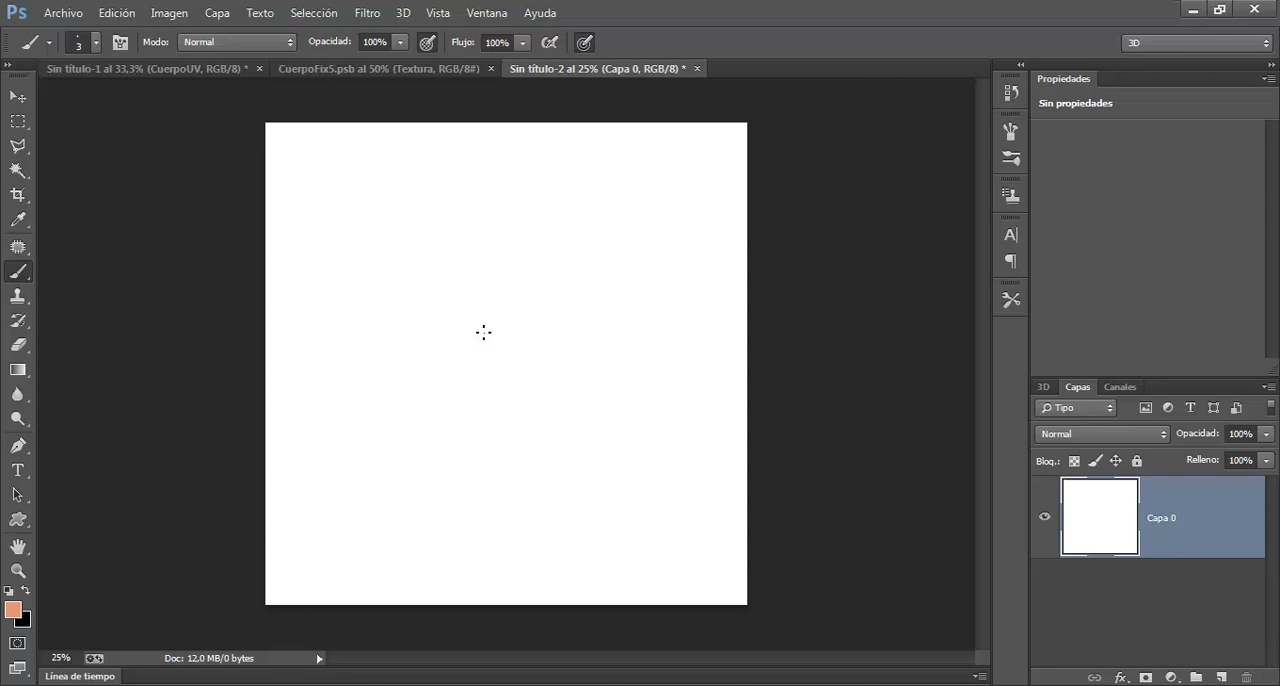 Ps Archivo Edición Imagen Capa Texto Selección Filtro 3D Vista Ventana Ayuda
3 Modo: Normal Opacidad: 100% Flujo: 100% 3D
Sin título-1 al 33,3% (CuerpoUV, RGB/8) * × CuerpoFix5.psb al 50% (Textura, RGB/8#) × Sin título-2 al 25% (Capa 0, RGB/8) * ×
Propiedades
Sin propiedades
3D Capas Canales
Tipo T
Normal Opacidad: 100%
Bloq.: Relleno: 100%
Capa 0
25% Doc: 12,0 MB/0 bytes
Línea de tiempo
fx